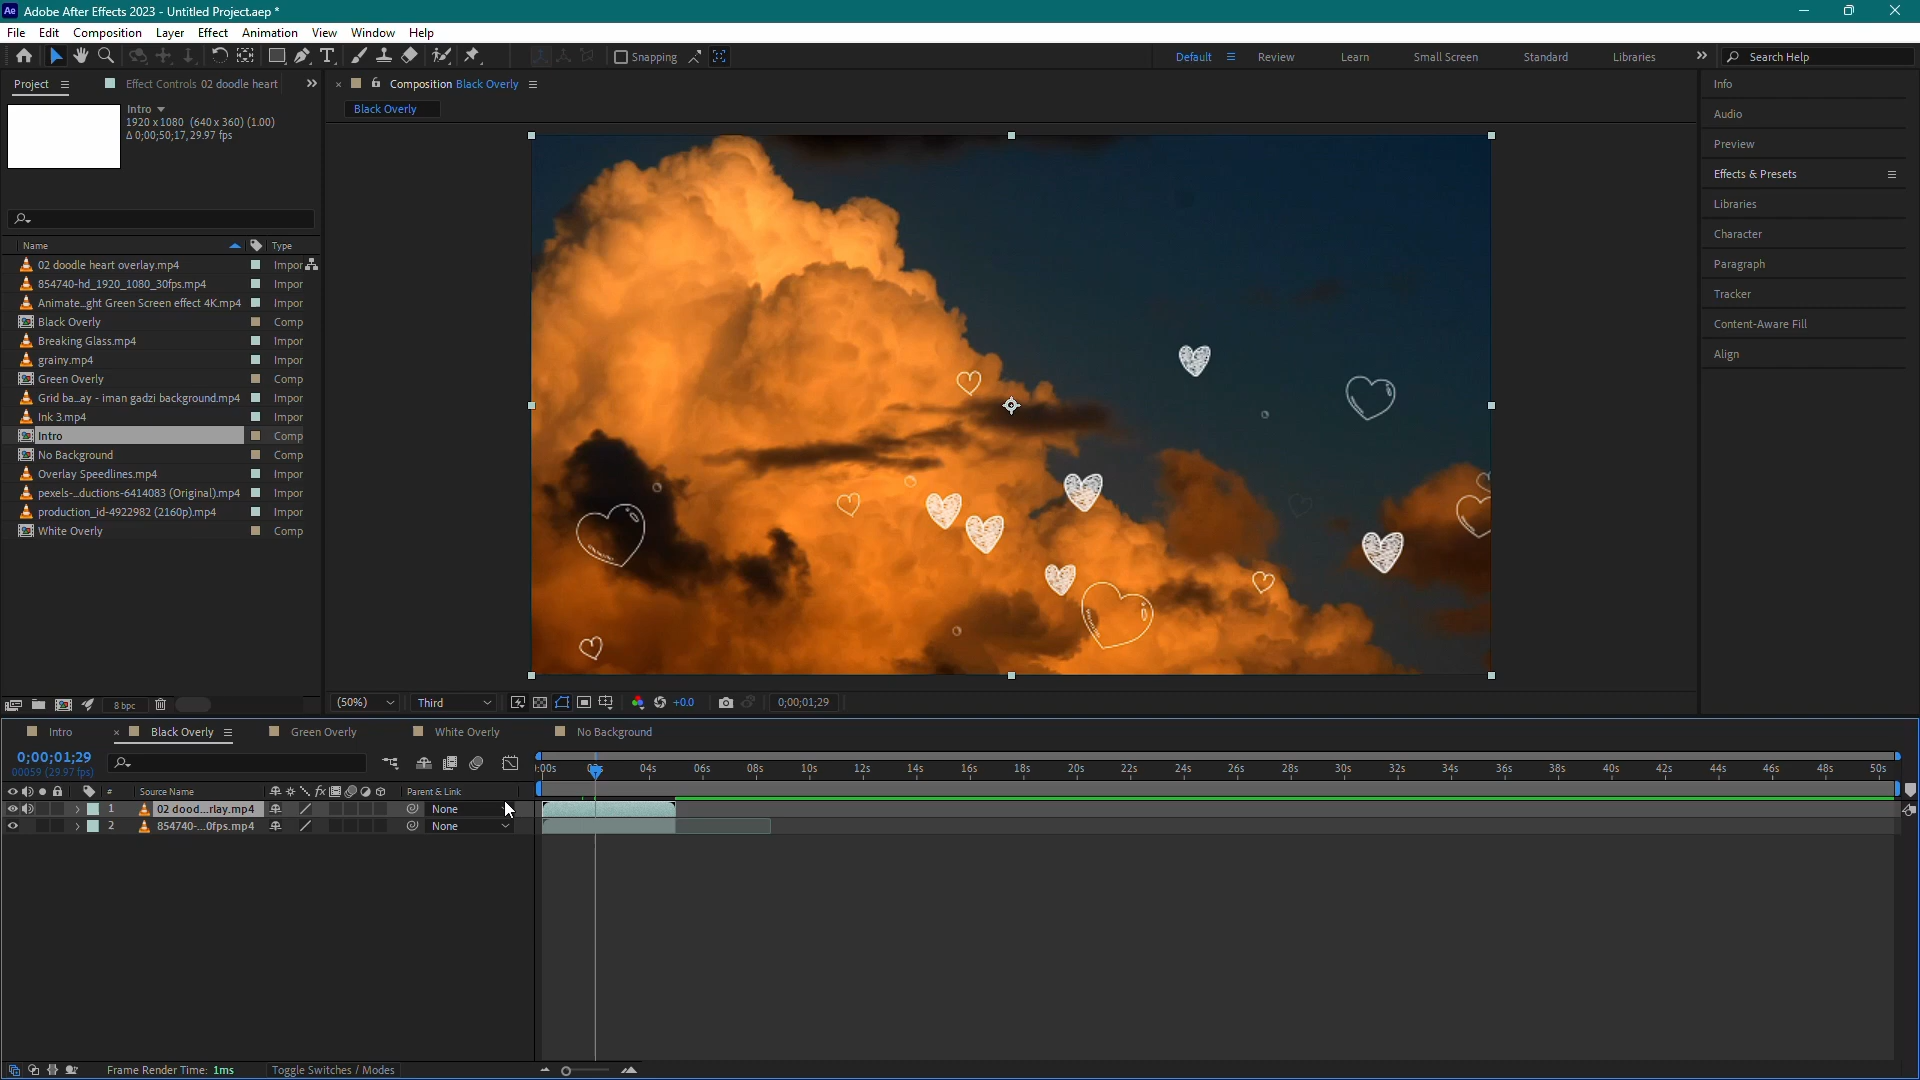 Ae Adobe After Effects 2023 - Untitled Project.aep *
File Edit Composition Layer Effect Animation View Window Help
Snapping Default Review Learn Small Screen Standard Libraries Search Help
Project Effect Controls 02 doodle heart
Composition Black Overly
Black Overly
Intro
1920 x 1080 (640 x 360) (1.00)
Δ 0;00;50;17, 29.97 fps
Name Type
02 doodle heart overlay.mp4 Impor
854740-hd_1920_1080_30fps.mp4 Impor
Animate...ght Green Screen effect 4K.mp4 Impor
Black Overly Comp
Breaking Glass.mp4 Impor
grainy.mp4 Impor
Green Overly Comp
Grid ba...ay - iman gadzi background.mp4 Impor
Ink 3.mp4 Impor
Intro Comp
No Background Comp
Overlay Speedlines.mp4 Impor
pexels-...ductions-6414083 (Original).mp4 Impor
production_id-4922982 (2160p).mp4 Impor
White Overly Comp
8 bpc
Info
Audio
Preview
Effects & Presets
Libraries
Character
Paragraph
Tracker
Content-Aware Fill
Align
(50%) Third +0.0 0;00;01;29
Intro Black Overly Green Overly White Overly No Background
0;00;01;29
00059 (29.97 fps)
:00s 02s 04s 06s 08s 10s 12s 14s 16s 18s 20s 22s 24s 26s 28s 30s 32s 34s 36s 38s 40s 42s 44s 46s 48s 50s
# Source Name fx Parent & Link
1 02 dood...rlay.mp4 None
2 854740-...0fps.mp4 None
Frame Render Time: 1ms Toggle Switches / Modes